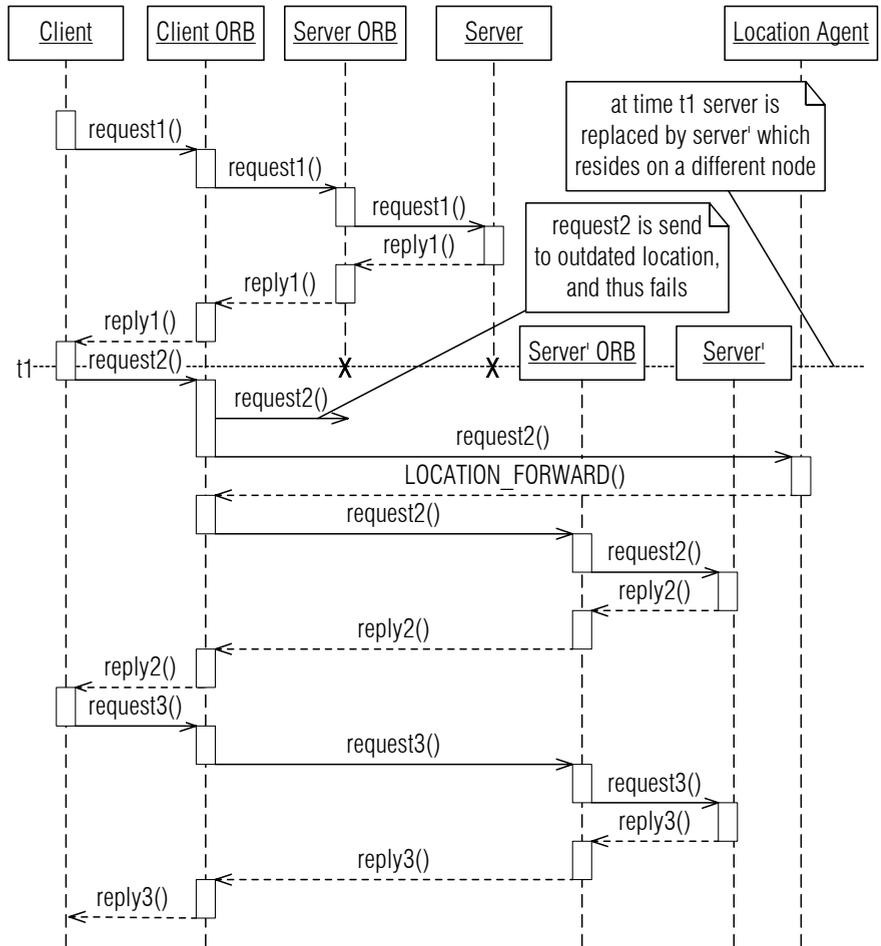 Client
Client ORB
Server ORB
Server
Location Agent
at time t1 server is
replaced by server' which
resides on a different node
request1()
request1()
request1()
request2 is send
to outdated location,
and thus fails
reply1()
reply1()
reply1()
Server' ORB
Server'
t1
request2()
request2()
request2()
LOCATION_FORWARD()
request2()
request2()
reply2()
reply2()
reply2()
request3()
request3()
request3()
reply3()
reply3()
reply3()